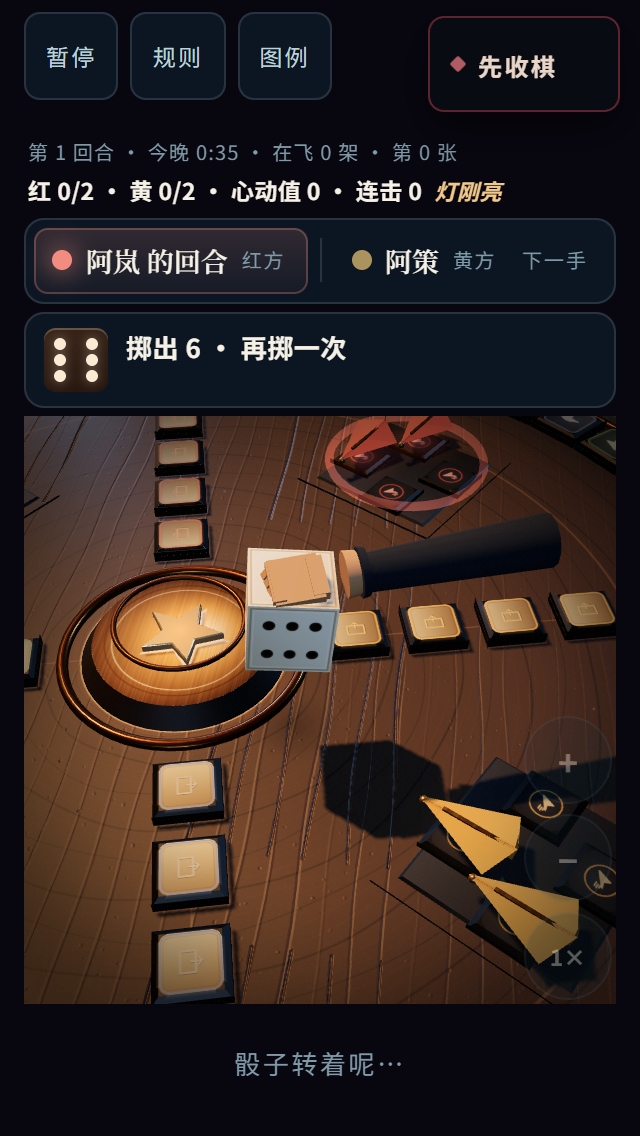 暂停 规则 图例 先收棋
第 1 回合 • 今晚 0:35 • 在飞 0 架 • 第 0 张
红 0/2 • 黄 0/2 • 心动值 0 • 连击 0 灯刚亮
阿岚 的回合 红方 阿策 黄方 下一手
掷出 6 • 再掷一次
+
−
1×
骰子转着呢…